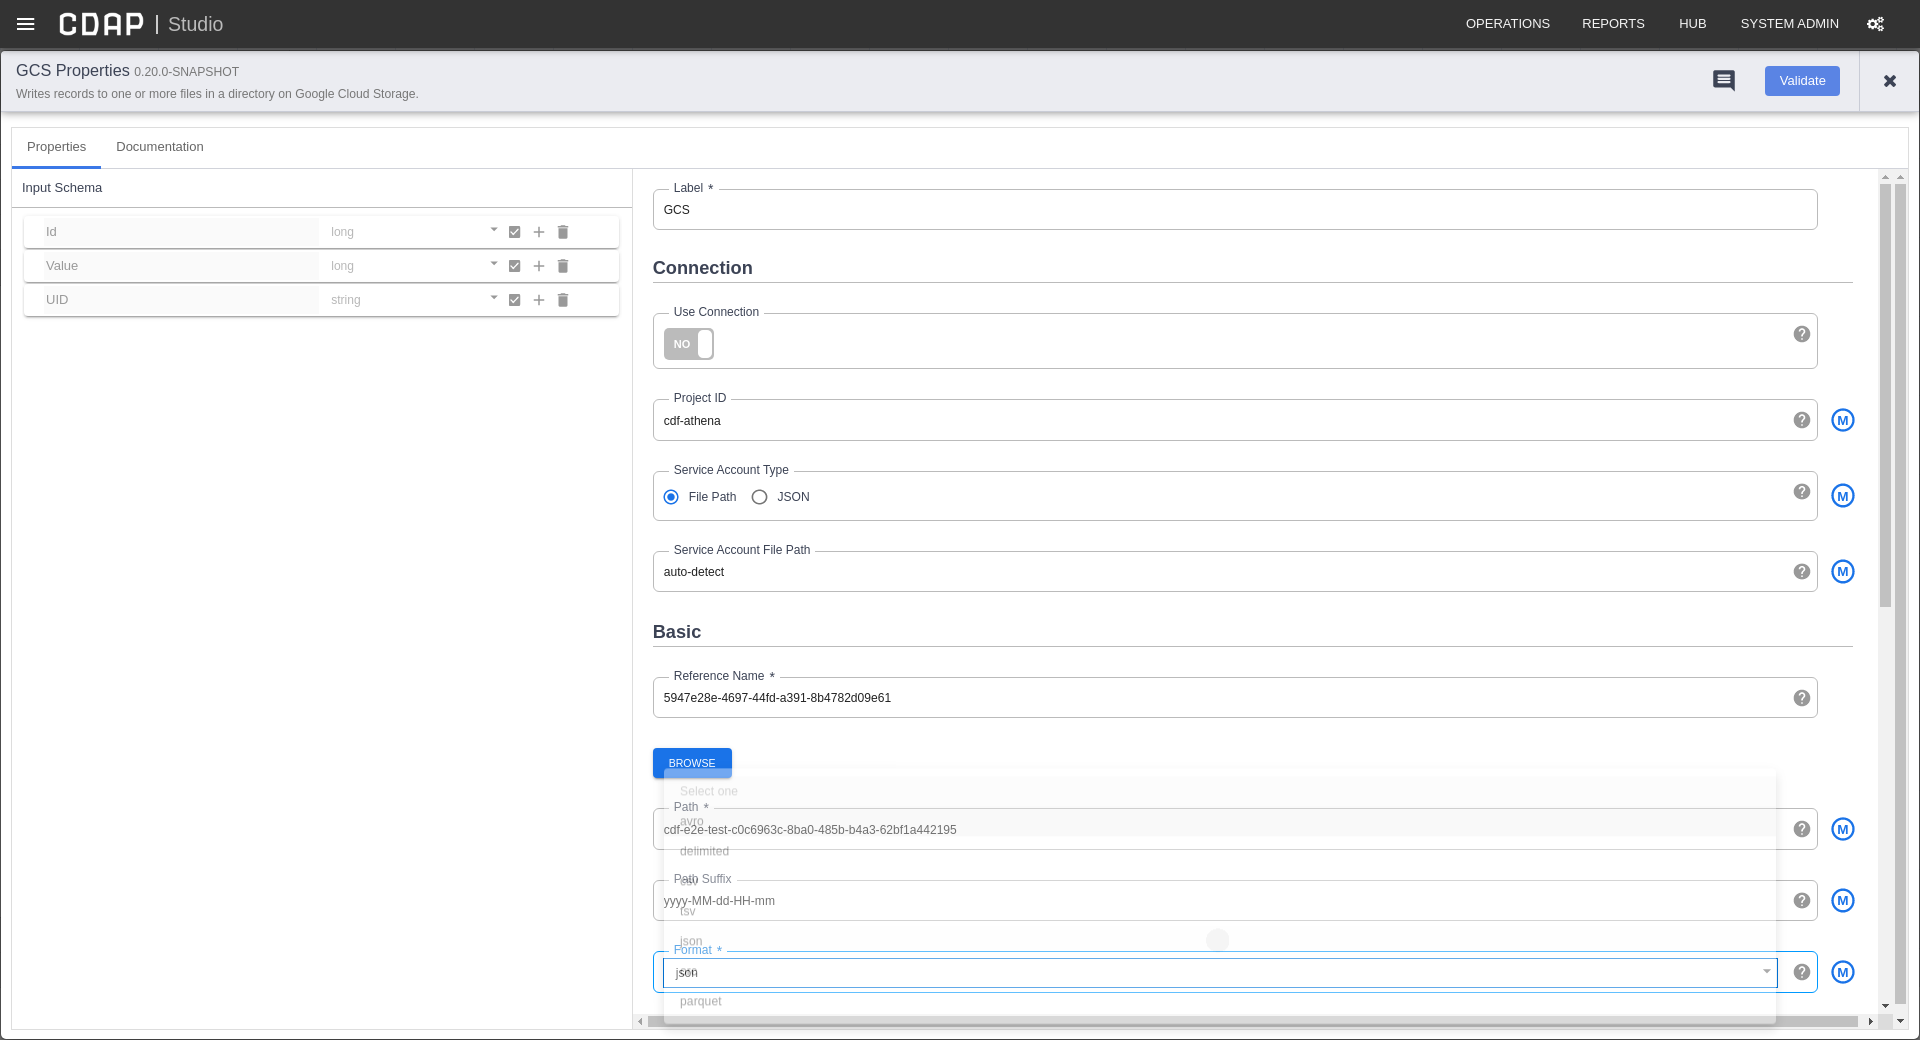 CDAP | Studio
OPERATIONS REPORTS HUB SYSTEM ADMIN
GCS Properties 0.20.0-SNAPSHOT
Writes records to one or more files in a directory on Google Cloud Storage.
Validate
Properties Documentation
Input Schema
Id long
Value long
UID string
Label *
GCS
Connection
Use Connection
NO
Project ID
cdf-athena
M
Service Account Type
File Path JSON
M
Service Account File Path
auto-detect
M
Basic
Reference Name *
5947e28e-4697-44fd-a391-8b4782d09e61
BROWSE
Select one
Path *
avro
cdf-e2e-test-c0c6963c-8ba0-485b-b4a3-62bf1a442195
M
delimited
Path Suffix
csv
yyyy-MM-dd-HH-mm
M
tsv
json
Format *
json
M
parquet